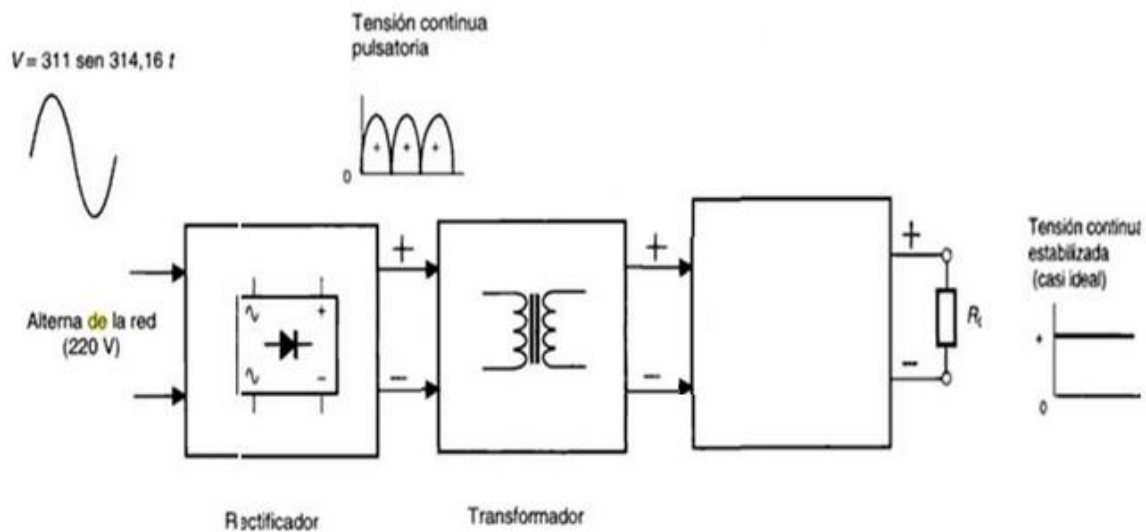 Tensión continua
pulsatoria
V = 311 sen 314,16 t
0
+ + +
+
+
+
Tensión continua
estabilizada
(casi ideal)
+
0
Alterna de la red
(220 V)
+
−
−
−
−
Rectificador
Transformador